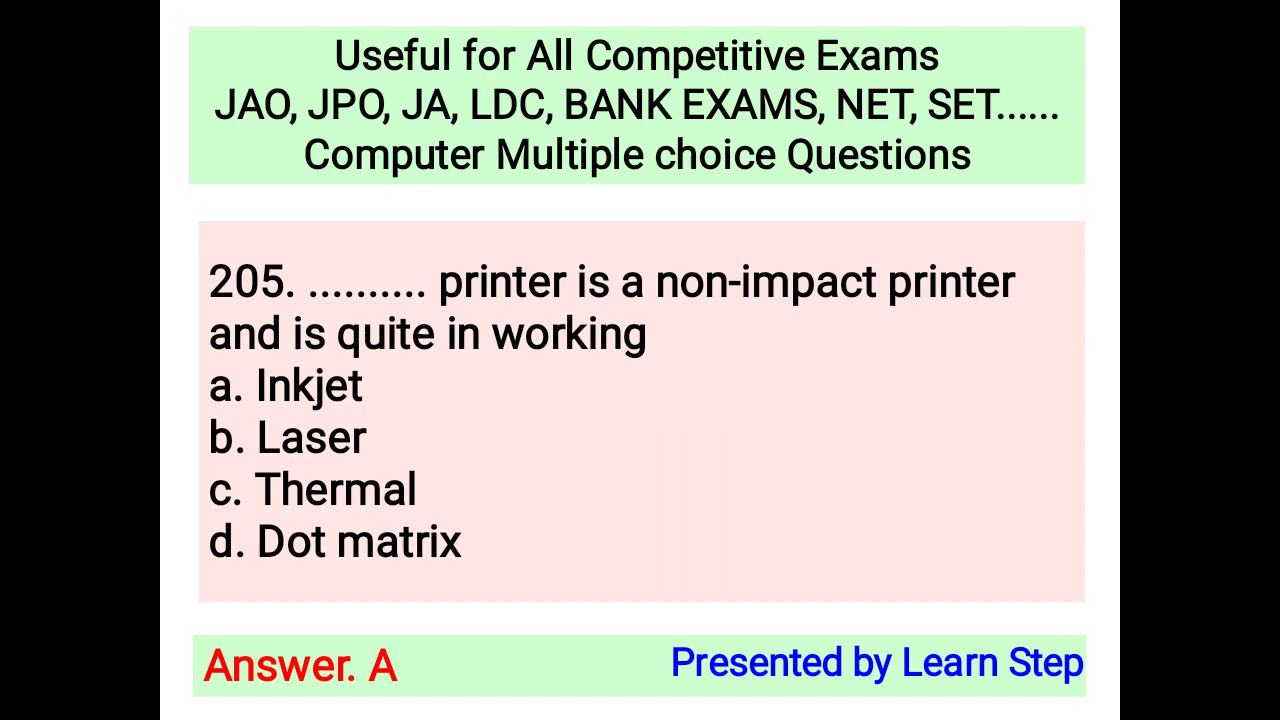 Useful for All Competitive Exams
JAO, JPO, JA, LDC, BANK EXAMS, NET, SET......
Computer Multiple choice Questions
205. .......... printer is a non-impact printer
and is quite in working
a. Inkjet
b. Laser
c. Thermal
d. Dot matrix
Answer. A
Presented by Learn Step